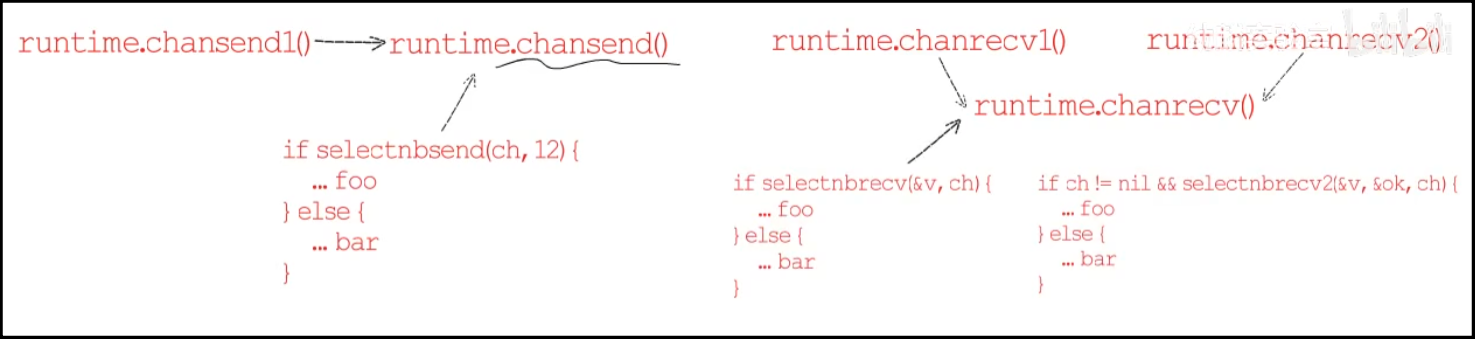 runtime.chansend1()
runtime.chansend()
if selectnbsend(ch, 12) {
... foo
} else {
... bar
}
runtime.chanrecv1()
runtime.chanrecv2()
runtime.chanrecv()
if selectnbrecv(&v, ch) {
... foo
} else {
... bar
}
if ch != nil && selectnbrecv2(&v, &ok, ch) {
... foo
} else {
... bar
}